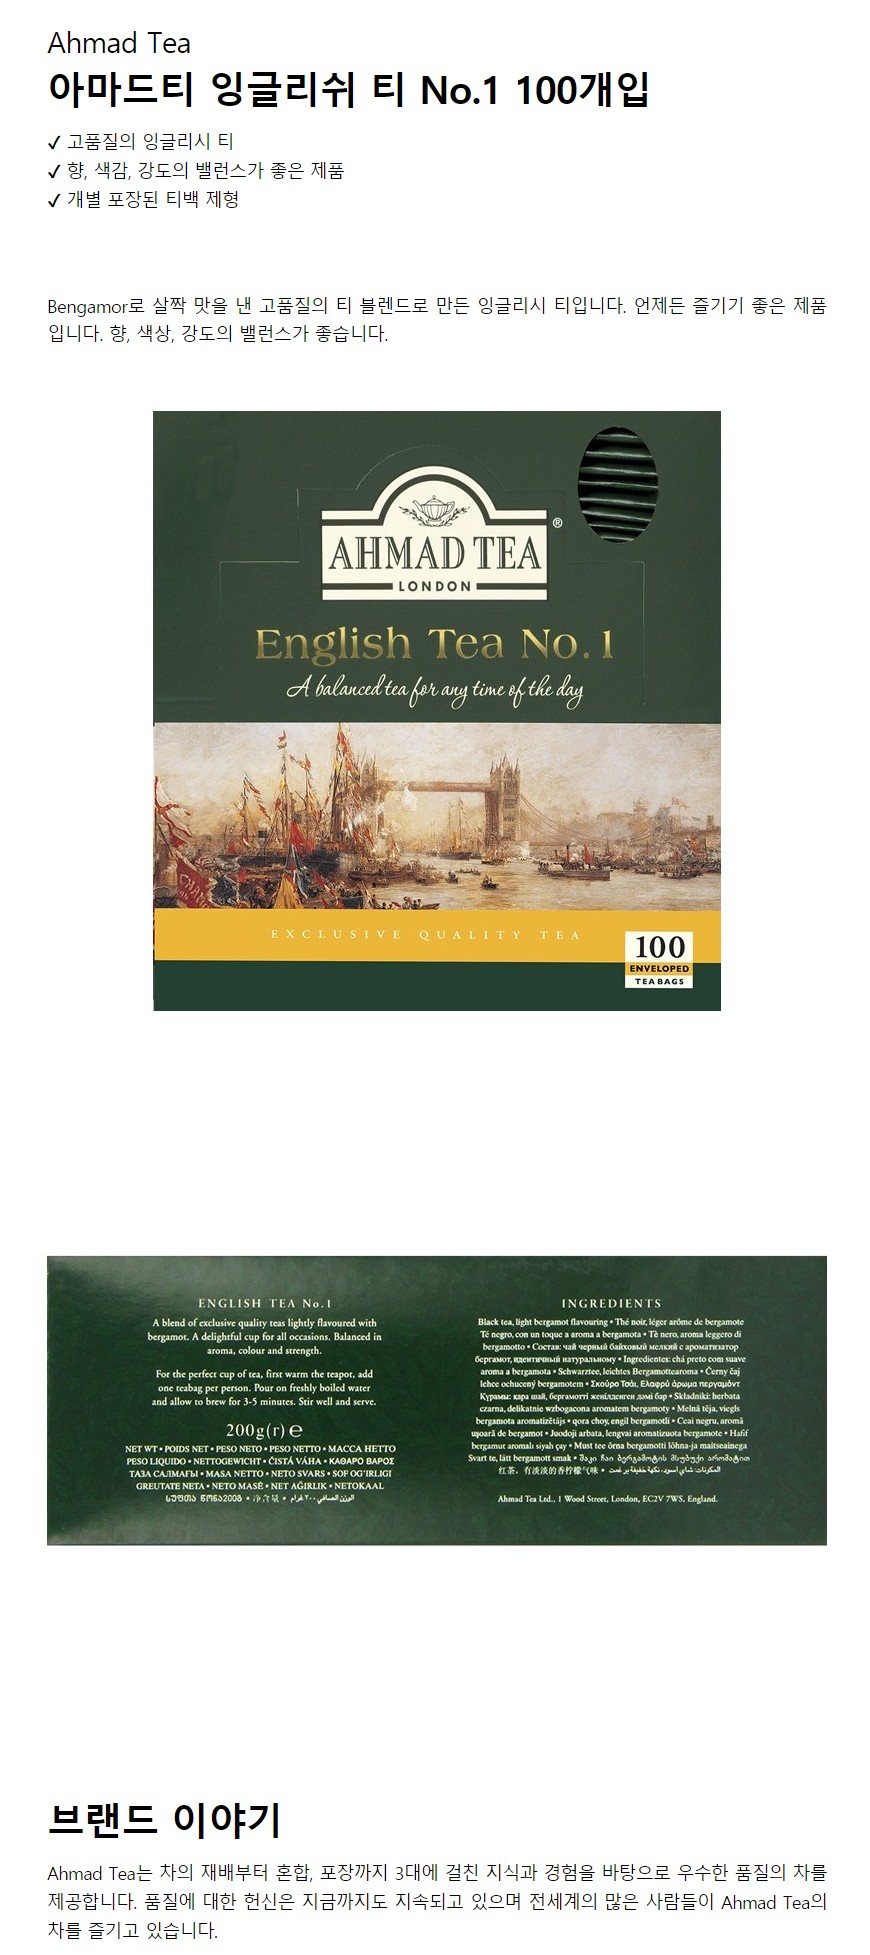 Ahmad Tea
아마드티 잉글리쉬 티 No.1 100개입
✓ 고품질의 잉글리시 티
✓ 향, 색감, 강도의 밸런스가 좋은 제품
✓ 개별 포장된 티백 제형
Bengamor로 살짝 맛을 낸 고품질의 티 블렌드로 만든 잉글리시 티입니다. 언제든 즐기기 좋은 제품
입니다. 향, 색상, 강도의 밸런스가 좋습니다.
AHMAD TEA ®
LONDON
English Tea No.1
A balanced tea for any time of the day
EXCLUSIVE QUALITY TEA
100
ENVELOPED
TEABAGS
ENGLISH TEA No.1
A blend of exclusive quality teas lightly flavoured with
bergamot. A delightful cup for all occasions. Balanced in
aroma, colour and strength.
For the perfect cup of tea, first warm the teapot, add
one teabag per person. Pour on freshly boiled water
and allow to brew for 3-5 minutes. Stir well and serve.
200g(г) ℮
NET WT • POIDS NET • PESO NETO • PESO NETTO • МАССА НЕТТО
PESO LIQUIDO • NETTOGEWICHT • ČISTÁ VÁHA • ΚΑΘΑΡΟ ΒΑΡΟΣ
ТАЗА САЛМАҒЫ • MASA NETTO • NETO SVARS • SOF OG'IRLIGI
GREUTATE NETA • NETO MASĖ • NET AĞIRLIK • NETOKAAL
სუფთა წონა200გ • 净含量 • الوزن الصافي ٢٠٠غرام
INGREDIENTS
Black tea, light bergamot flavouring • Thé noir, léger arôme de bergamote
Té negro, con un toque a aroma a bergamota • Tè nero, aroma leggero di
bergamotto • Состав: чай черный байховый мелкий с ароматизатор
бергамот, идентичный натуральному • Ingredientes: chá preto com suave
aroma a bergamota • Schwarztee, leichtes Bergamottearoma • Černy čaj
lehce ochucený bergamotem • Σκούρο Τσάι, Ελαφρύ άρωμα περγαμόντ
Құрамы: қара шай, бергамотті жеңілденген дәмі бар • Składniki: herbata
czarna, delikatnie wzbogacona aromatem bergamoty • Melnā tēja, viegls
bergamota aromatizētājs • qora choy, engil bergamotli • Ceai negru, aromă
uşoară de bergamot • Juodoji arbata, lengvai aromatizuota bergamote • Hafif
bergamut aromalı siyah çay • Must tee õrna bergamotti lõhna-ja maitseainega
Svart te, lätt bergamott smak • შავი ჩაი ბერგამოტის მსუბუქი არომატით
红茶，有淡淡的香柠檬气味 • المكونات: شاي أسود، نكهة خفيفة برغمت
Ahmad Tea Ltd., 1 Wood Street, London, EC2V 7WS, England.
브랜드 이야기
Ahmad Tea는 차의 재배부터 혼합, 포장까지 3대에 걸친 지식과 경험을 바탕으로 우수한 품질의 차를
제공합니다. 품질에 대한 헌신은 지금까지도 지속되고 있으며 전세계의 많은 사람들이 Ahmad Tea의
차를 즐기고 있습니다.